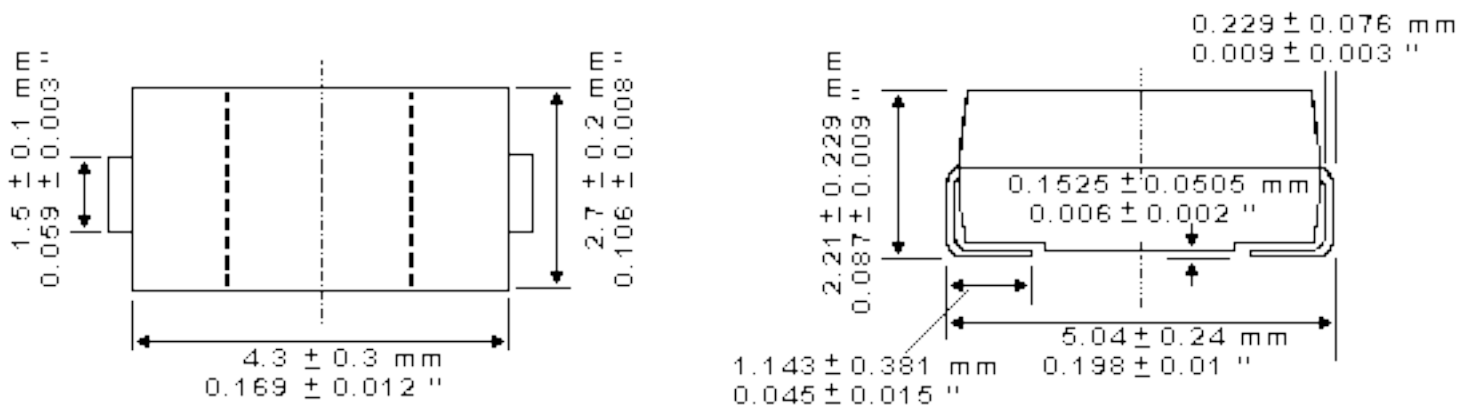 1.5 ± 0.1 mm
0.059 ± 0.003 "
2.7 ± 0.2 mm
0.106 ± 0.008 "
4.3 ± 0.3 mm
0.169 ± 0.012 "
0.229 ± 0.076 mm
0.009 ± 0.003 "
2.21 ± 0.229 mm
0.087 ± 0.009 "
0.1525 ± 0.0505 mm
0.006 ± 0.002 "
5.04 ± 0.24 mm
0.198 ± 0.01 "
1.143 ± 0.381 mm
0.045 ± 0.015 "